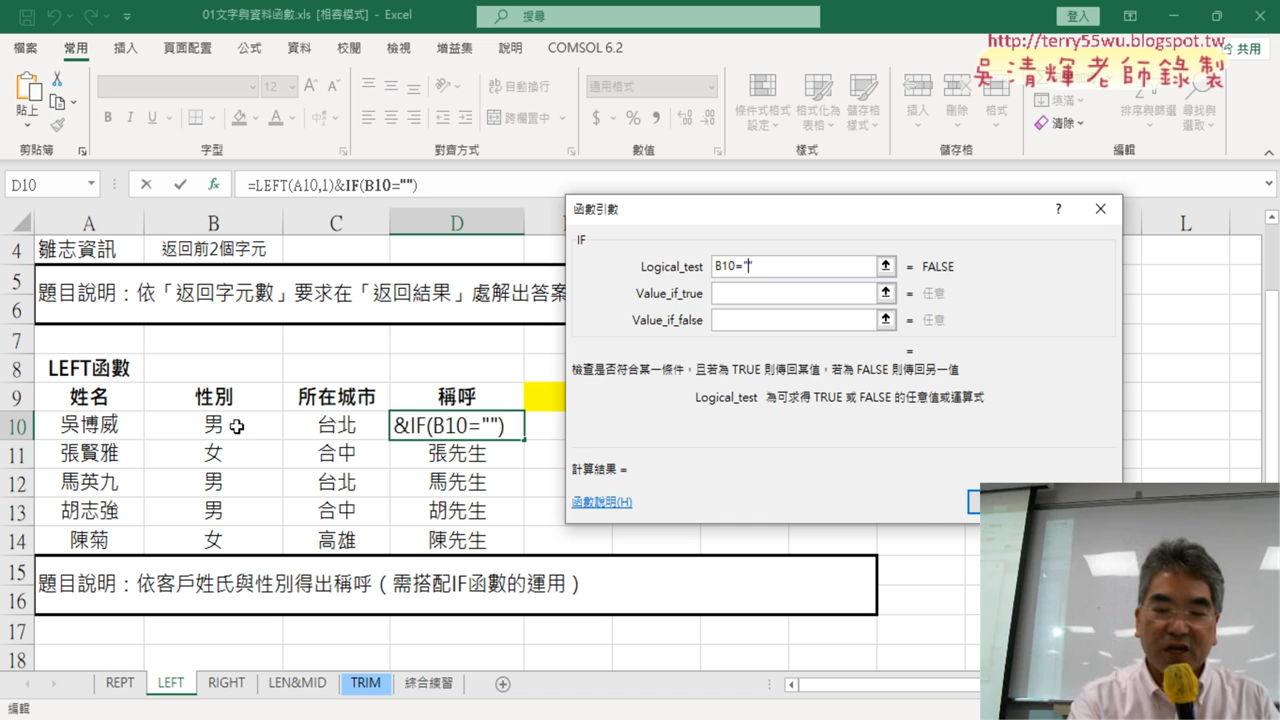 01文字與資料函數.xls [相容模式] - Excel
搜尋
登入
http://terry55wu.blogspot.tw
吳清輝老師錄製
檔案 常用 插入 頁面配置 公式 資料 校閱 檢視 增益集 說明 COMSOL 6.2 共用
貼上
12
自動換行
跨欄置中
通用格式
條件式格式設定
格式化為表格
儲存格樣式
插入 刪除 格式
填滿
清除
排序與篩選
尋找與選取
剪貼簿 字型 對齊方式 數值 樣式 儲存格 編輯
D10 =LEFT(A10,1)&IF(B10="")
A B C D L
4 雛志資訊 返回前2個字元
5
題目說明：依「返回字元數」要求在「返回結果」處解出答案
6
7
8 LEFT函數
9 姓名 性別 所在城市 稱呼
10 吳博威 男 台北 &IF(B10="")
11 張賢雅 女 合中 張先生
12 馬英九 男 台北 馬先生
13 胡志強 男 合中 胡先生
14 陳菊 女 高雄 陳先生
15
題目說明：依客戶姓氏與性別得出稱呼（需搭配IF函數的運用）
16
17
18
函數引數
?
IF
Logical_test B10="" = FALSE
Value_if_true = 任意
Value_if_false = 任意
=
檢查是否符合某一條件，且若為 TRUE 則傳回某值，若為 FALSE 則傳回另一值
Logical_test 為可求得 TRUE 或 FALSE 的任意值或運算式
計算結果 =
函數說明(H)
REPT LEFT RIGHT LEN&MID TRIM 綜合練習
編輯